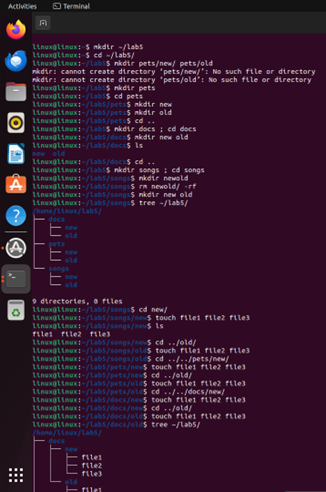 Activities Terminal
linux@linux:~$ mkdir ~/lab5
linux@linux:~$ cd ~/lab5/
linux@linux:~/lab5$ mkdir pets/new/ pets/old
mkdir: cannot create directory ‘pets/new/’: No such file or directory
mkdir: cannot create directory ‘pets/old’: No such file or directory
linux@linux:~/lab5$ mkdir pets
linux@linux:~/lab5$ cd pets
linux@linux:~/lab5/pets$ mkdir new
linux@linux:~/lab5/pets$ mkdir old
linux@linux:~/lab5/pets$ cd ..
linux@linux:~/lab5$ mkdir docs ; cd docs
linux@linux:~/lab5/docs$ mkdir new old
linux@linux:~/lab5/docs$ ls
new old
linux@linux:~/lab5/docs$ cd ..
linux@linux:~/lab5$ mkdir songs ; cd songs
linux@linux:~/lab5/songs$ mkdir newold
linux@linux:~/lab5/songs$ rm newold/ -rf
linux@linux:~/lab5/songs$ mkdir new old
linux@linux:~/lab5/songs$ tree ~/lab5/
/home/linux/lab5/
├── docs
│   ├── new
│   └── old
├── pets
│   ├── new
│   └── old
└── songs
    ├── new
    └── old
9 directories, 0 files
linux@linux:~/lab5/songs$ cd new/
linux@linux:~/lab5/songs/new$ touch file1 file2 file3
linux@linux:~/lab5/songs/new$ ls
file1 file2 file3
linux@linux:~/lab5/songs/new$ cd ../old/
linux@linux:~/lab5/songs/old$ touch file1 file2 file3
linux@linux:~/lab5/songs/old$ cd ../../pets/new/
linux@linux:~/lab5/pets/new$ touch file1 file2 file3
linux@linux:~/lab5/pets/new$ cd ../old/
linux@linux:~/lab5/pets/old$ touch file1 file2 file3
linux@linux:~/lab5/pets/old$ cd ../../docs/new/
linux@linux:~/lab5/docs/new$ touch file1 file2 file3
linux@linux:~/lab5/docs/new$ cd ../old/
linux@linux:~/lab5/docs/old$ touch file1 file2 file3
linux@linux:~/lab5/docs/old$ tree ~/lab5/
/home/linux/lab5/
├── docs
│   ├── new
│   │   ├── file1
│   │   ├── file2
│   │   └── file3
│   └── old
│       ├── file1